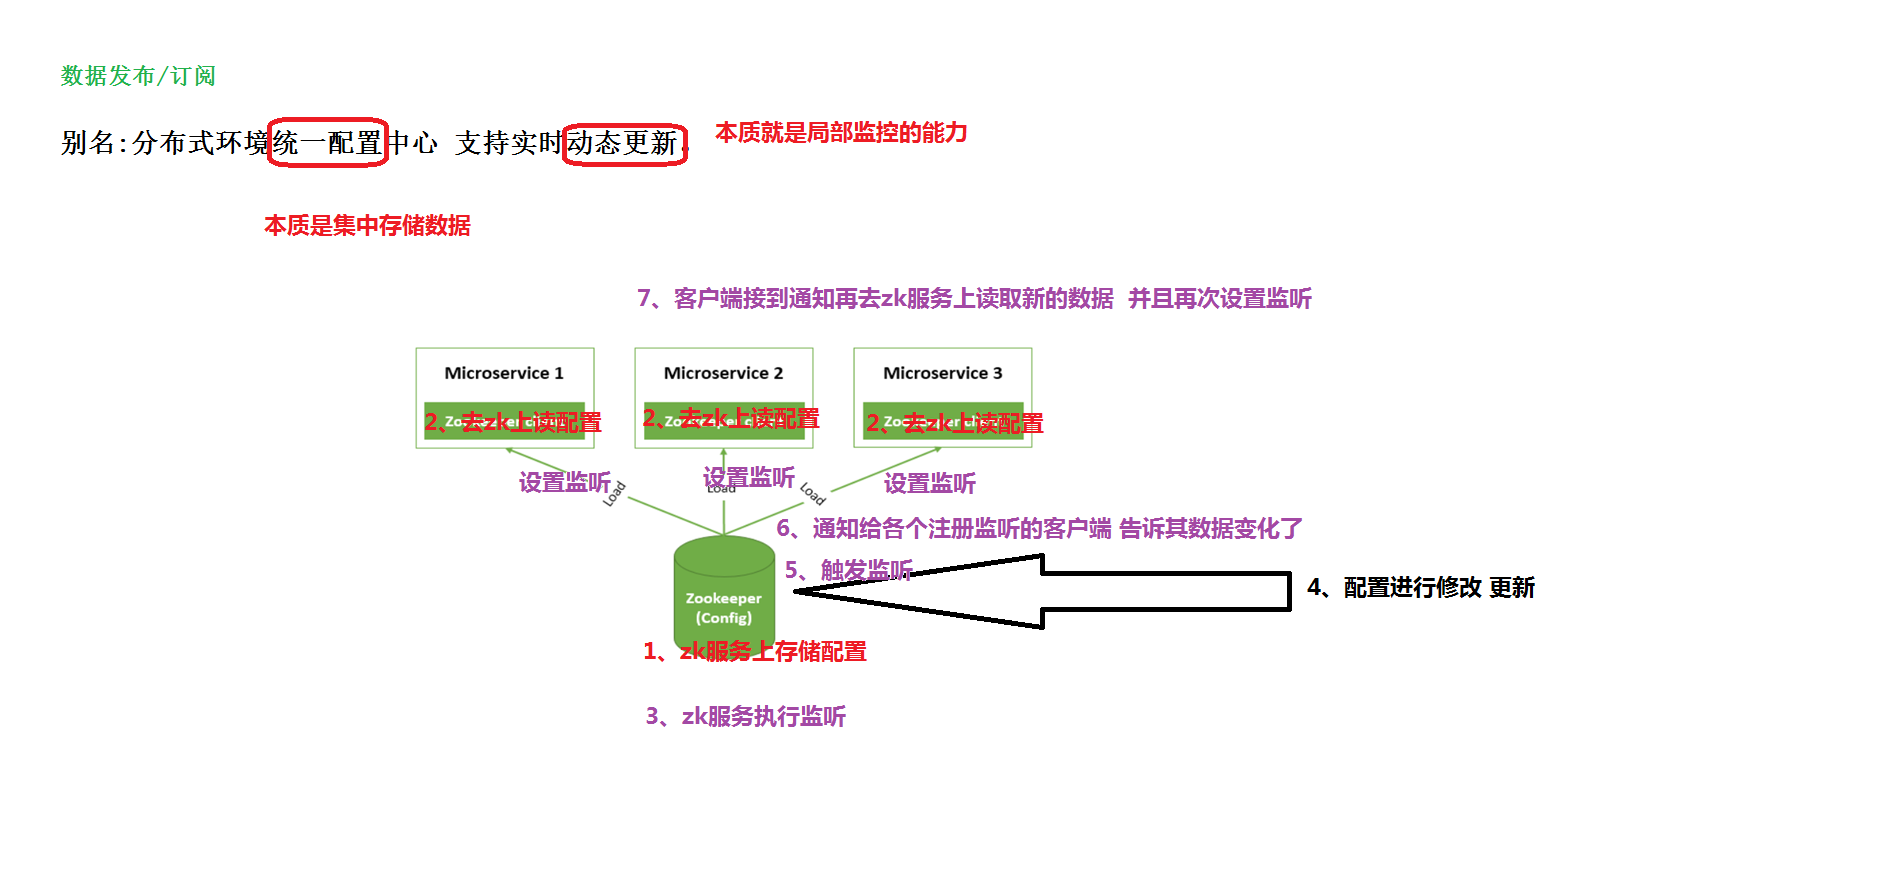 数据发布/订阅
别名:分布式环境统一配置中心 支持实时动态更新。
本质就是局部监控的能力
本质是集中存储数据
7、客户端接到通知再去zk服务上读取新的数据 并且再次设置监听
Microservice 1
Microservice 2
Microservice 3
2、去zk上读配置
2、去zk上读配置
2、去zk上读配置
设置监听
设置监听
设置监听
Load
Load
Load
6、通知给各个注册监听的客户端 告诉其数据变化了
5、触发监听
4、配置进行修改 更新
Zookeeper
(Config)
1、zk服务上存储配置
3、zk服务执行监听